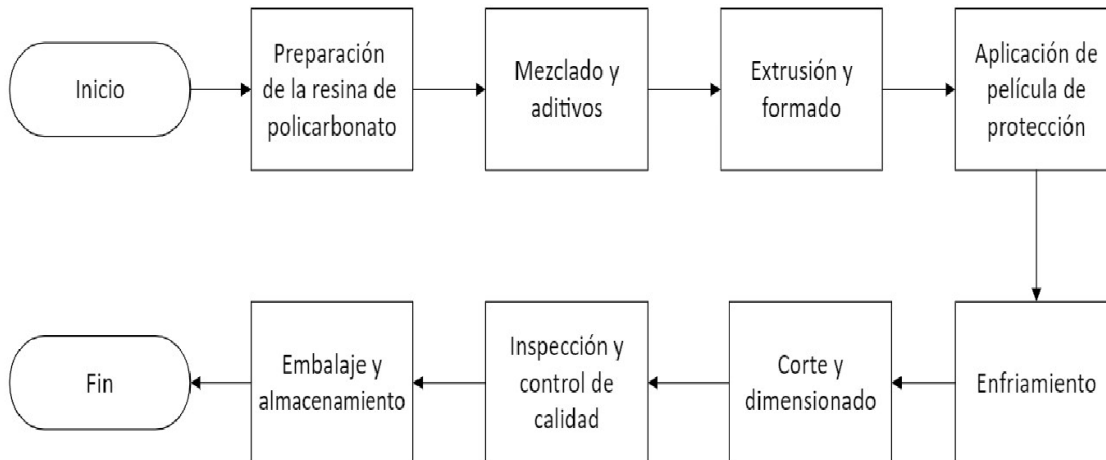 Inicio
Preparación
de la resina de
policarbonato
Mezclado y
aditivos
Extrusión y
formado
Aplicación de
película de
protección
Enfriamiento
Corte y
dimensionado
Inspección y
control de
calidad
Embalaje y
almacenamiento
Fin